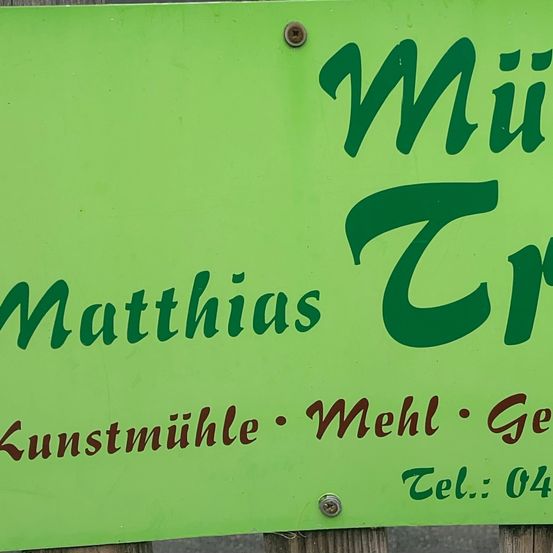 Mü
Matthias Tr
Kunstmühle • Mehl • Ge
Tel.: 04